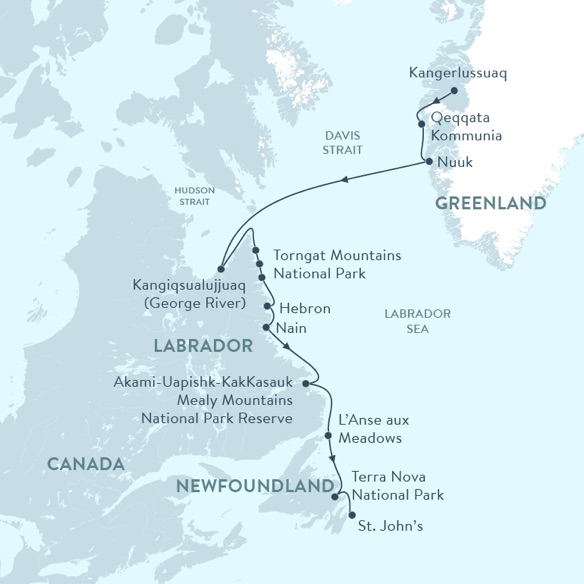 Kangerlussuaq
Qeqqata
Kommunia
DAVIS
STRAIT
Nuuk
HUDSON
STRAIT
GREENLAND
Torngat Mountains
National Park
Kangiqsualujjuaq
(George River)
Hebron
LABRADOR
SEA
Nain
LABRADOR
Akami-Uapishk-KakKasauk
Mealy Mountains
National Park Reserve
L'Anse aux
Meadows
CANADA
Terra Nova
National Park
NEWFOUNDLAND
St. John's